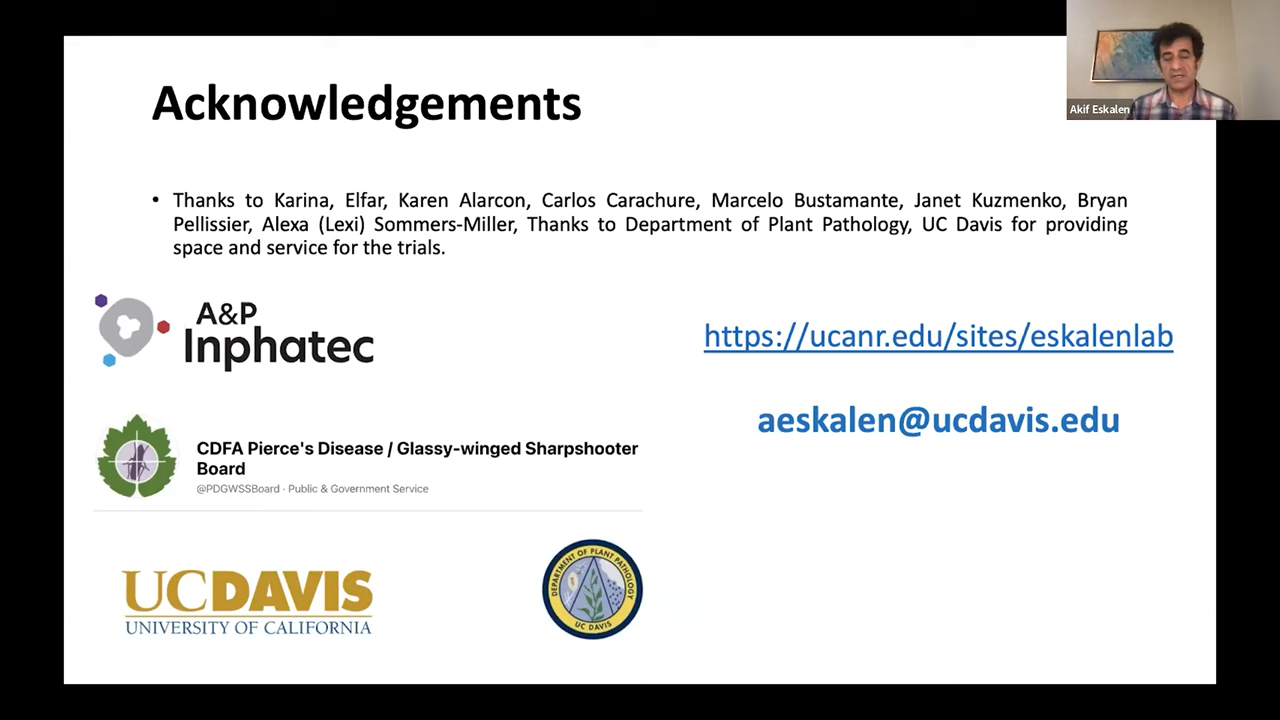 Acknowledgements
Akif Eskalen
• Thanks to Karina, Elfar, Karen Alarcon, Carlos Carachure, Marcelo Bustamante, Janet Kuzmenko, Bryan
Pellissier, Alexa (Lexi) Sommers-Miller, Thanks to Department of Plant Pathology, UC Davis for providing
space and service for the trials.
A&P
Inphatec
https://ucanr.edu/sites/eskalenlab
aeskalen@ucdavis.edu
CDFA Pierce's Disease / Glassy-winged Sharpshooter
Board
@PDGWSSBoard · Public & Government Service
UCDAVIS
UNIVERSITY OF CALIFORNIA
DEPARTMENT OF PLANT PATHOLOGY
UC DAVIS